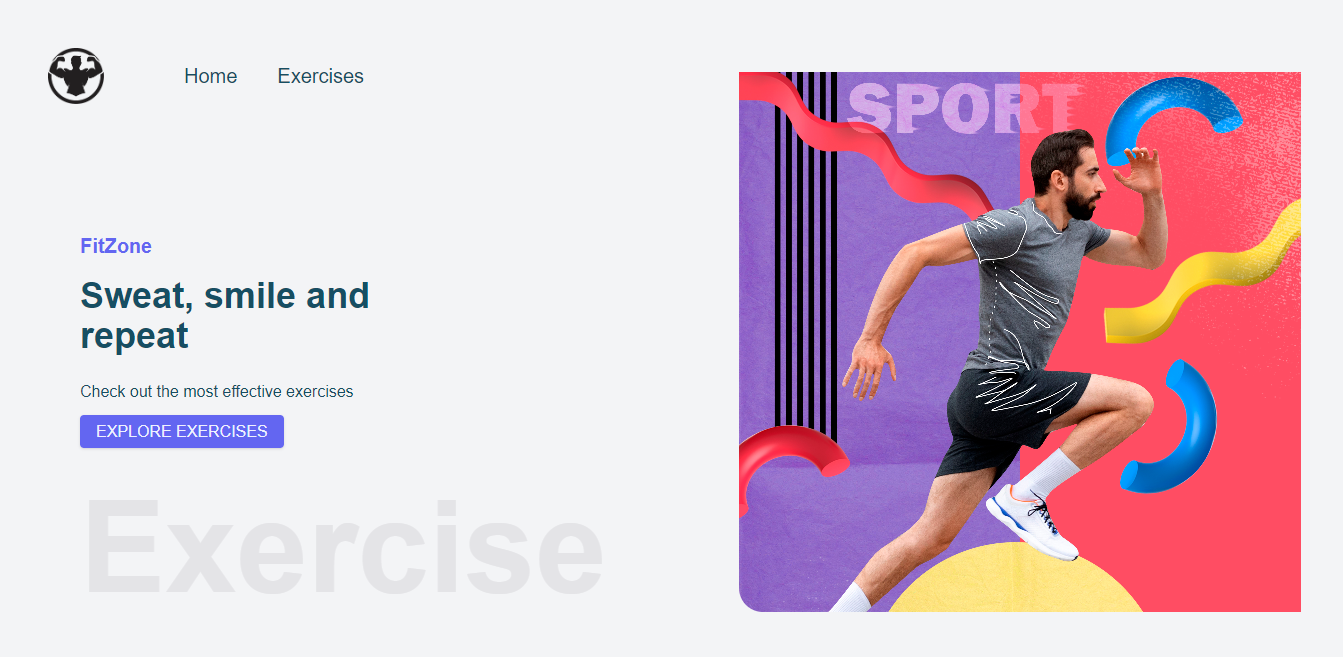 Home
Exercises
SPORT
FitZone
Sweat, smile and
repeat
Check out the most effective exercises
EXPLORE EXERCISES
Exercise